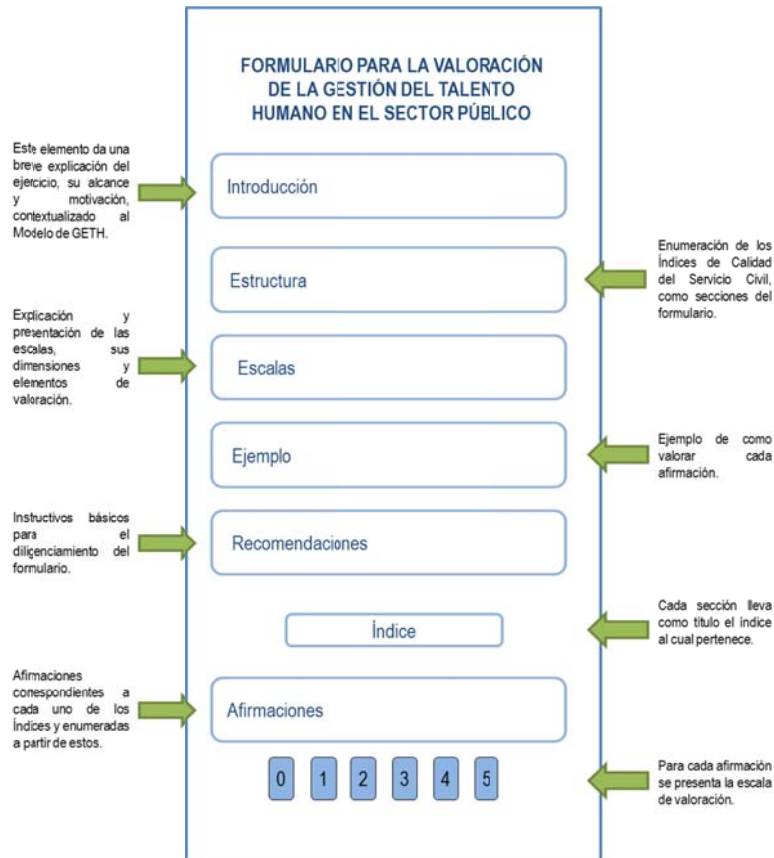 FORMULARIO PARA LA VALORACIÓN
DE LA GESTIÓN DEL TALENTO
HUMANO EN EL SECTOR PÚBLICO
Este elemento da una
breve explicación del
ejercicio, su alcance
y motivación,
contextualizado al
Modelo de GETH.
Introducción
Estructura
Enumeración de los
Índices de Calidad
del Servicio Civil,
como secciones del
formulario.
Explicación y
presentación de las
escalas, sus
dimensiones y
elementos de
valoración.
Escalas
Ejemplo
Ejemplo de como
valorar cada
afirmación.
Instructivos básicos
para el
diligenciamiento del
formulario.
Recomendaciones
Índice
Cada sección lleva
como título el índice
al cual pertenece.
Afirmaciones
correspondientes a
cada uno de los
Índices y enumeradas
a partir de estos.
Afirmaciones
0 1 2 3 4 5
Para cada afirmación
se presenta la escala
de valoración.